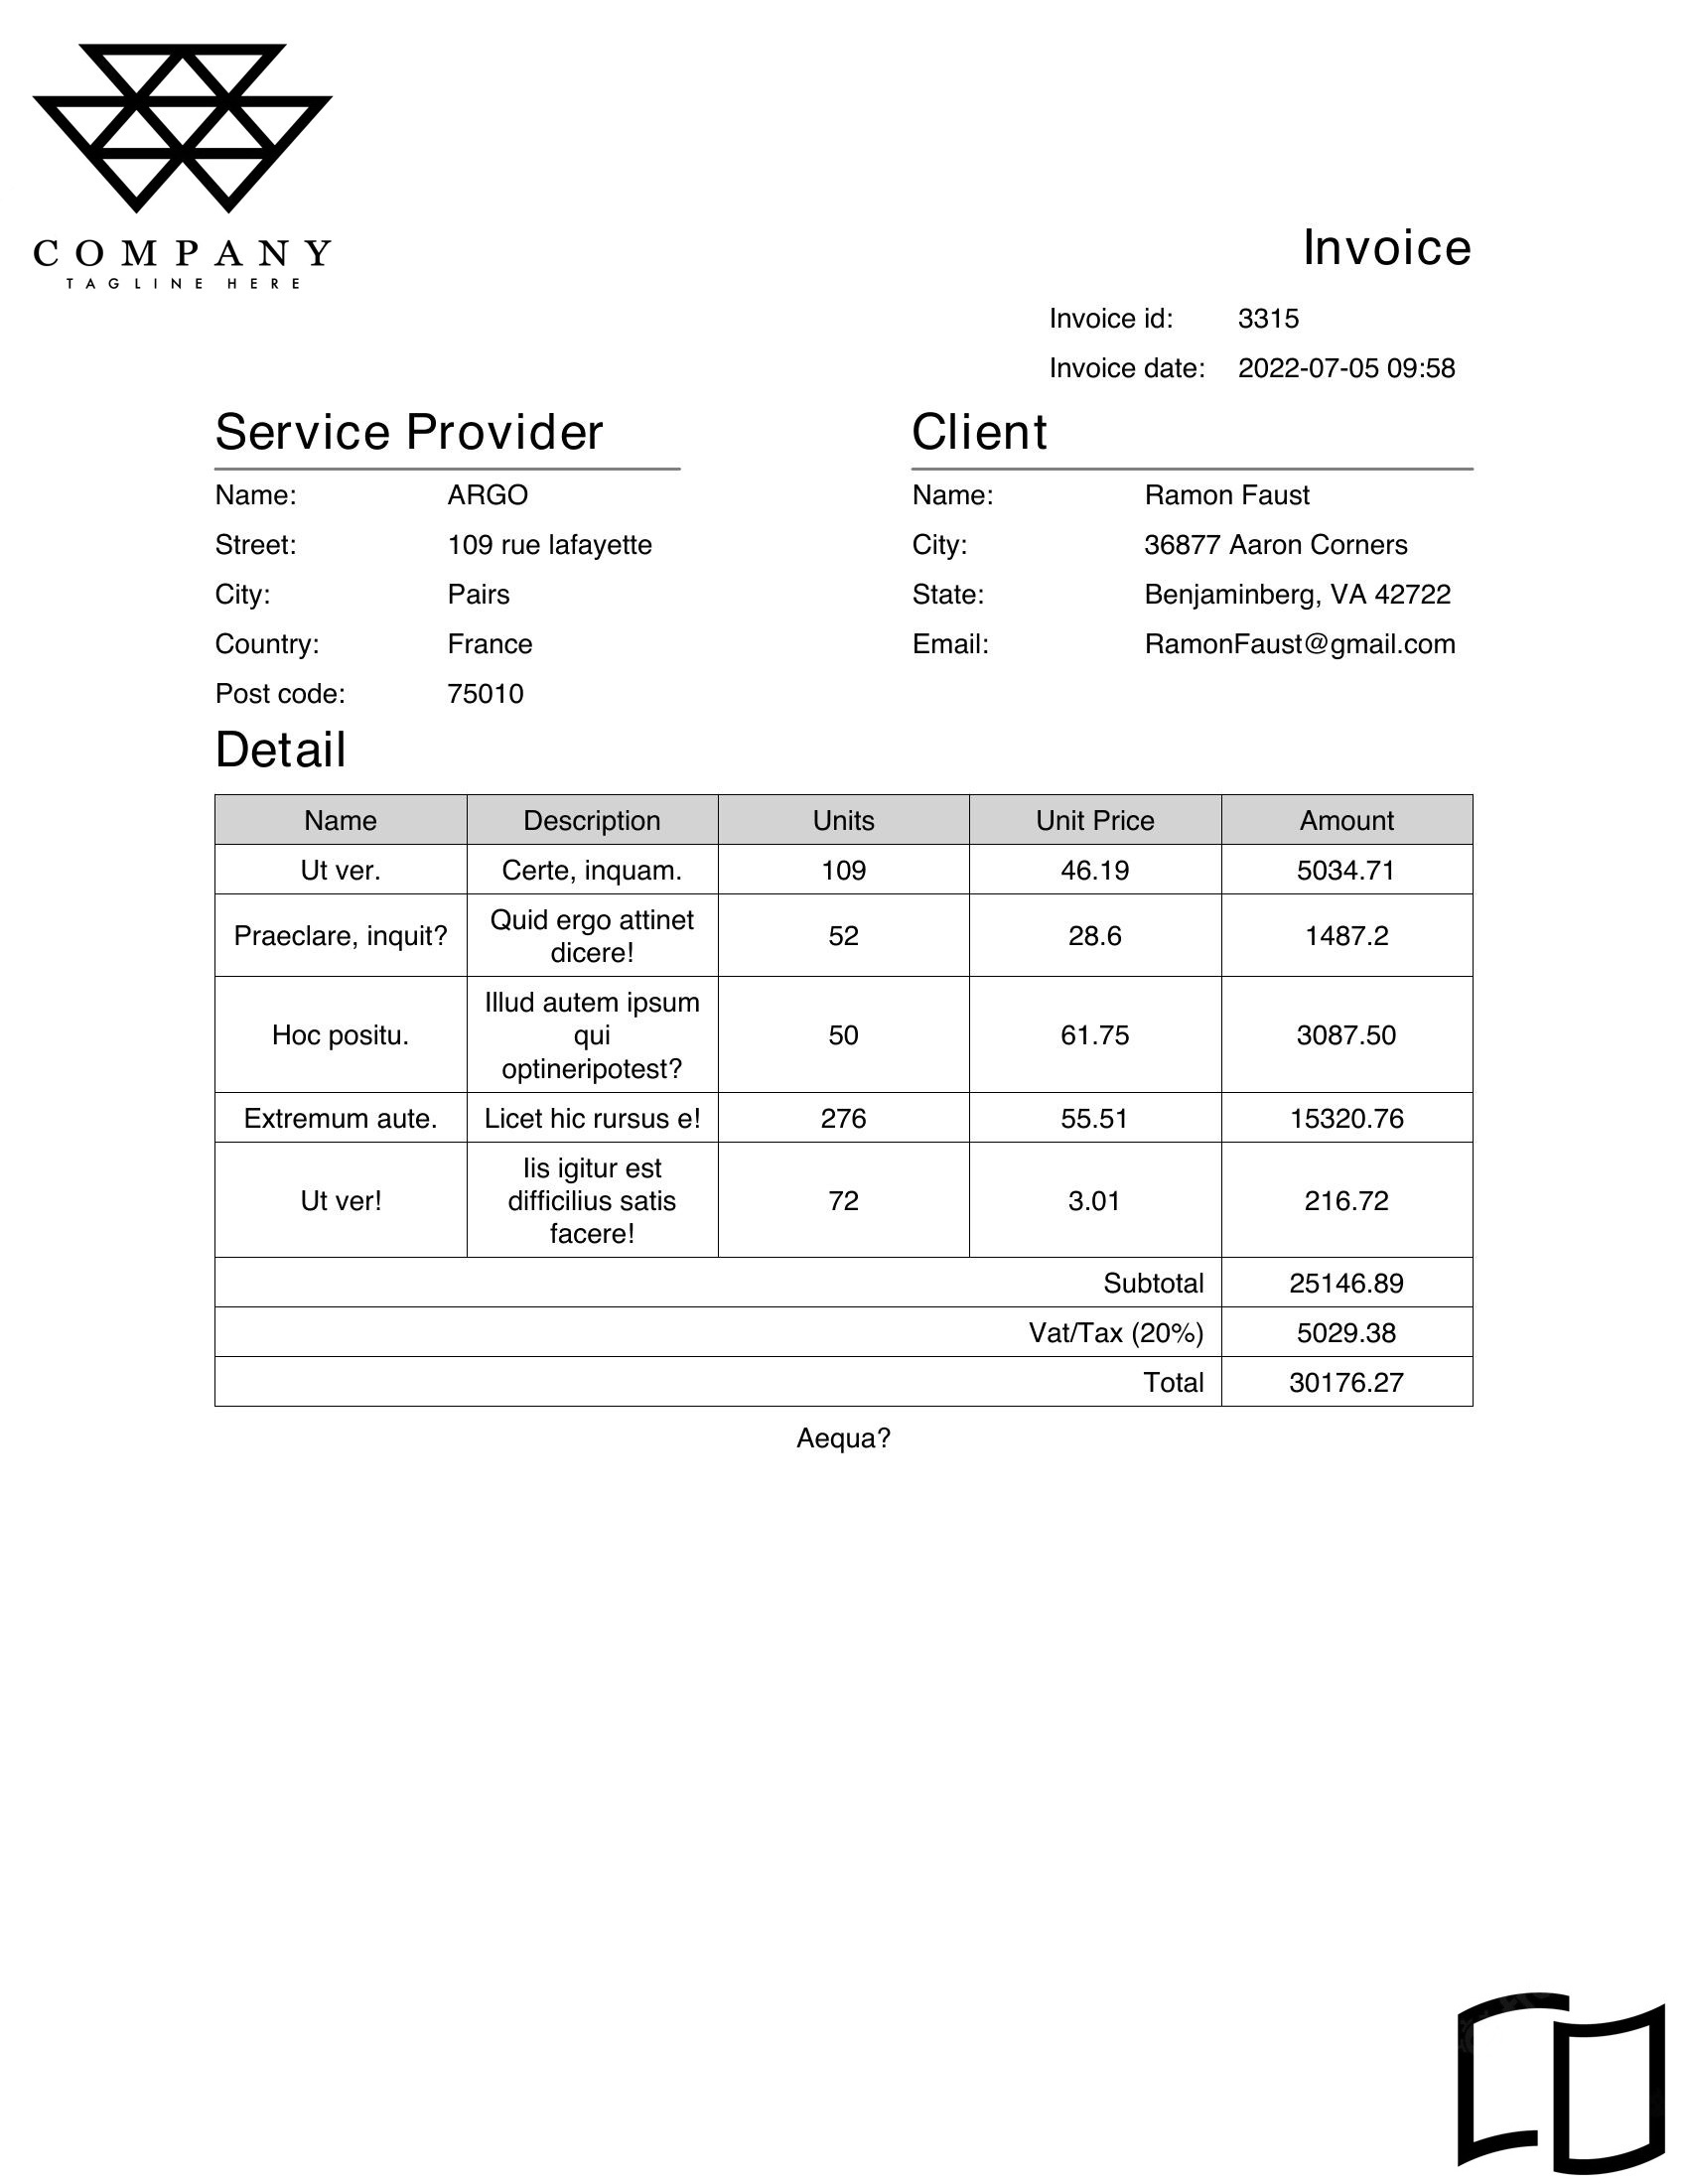 COMPANY
TAGLINE HERE
Invoice
Invoice id: 3315
Invoice date: 2022-07-05 09:58
Service Provider
Name: ARGO
Street: 109 rue lafayette
City: Pairs
Country: France
Post code: 75010
Client
Name: Ramon Faust
City: 36877 Aaron Corners
State: Benjaminberg, VA 42722
Email: RamonFaust@gmail.com
Detail
Name Description Units Unit Price Amount
Ut ver. Certe, inquam. 109 46.19 5034.71
Praeclare, inquit? Quid ergo attinet
dicere! 52 28.6 1487.2
Hoc positu. Illud autem ipsum
qui
optineripotest? 50 61.75 3087.50
Extremum aute. Licet hic rursus e! 276 55.51 15320.76
Ut ver! Iis igitur est
difficilius satis
facere! 72 3.01 216.72
Subtotal 25146.89
Vat/Tax (20%) 5029.38
Total 30176.27
Aequa?